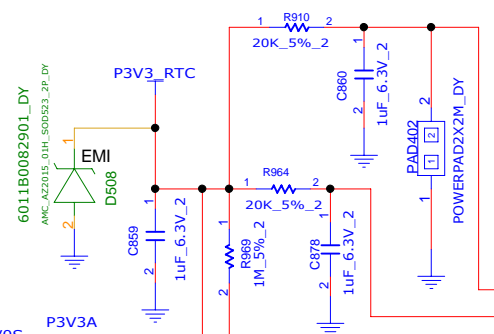 1
R910
2
20K_5%_2
P3V3_RTC
1
C860
2
1uF_6.3V_2
2
PAD402
2
1
1
POWERPAD2X2M_DY
6011B0082901_DY
AMC_AZ2015_01H_SOD523_2P_DY
1
EMI
D508
2
1
R964
2
20K_5%_2
1
C859
2
1uF_6.3V_2
1
R969
2
1M_5%_2
1
C878
2
1uF_6.3V_2
P3V3A